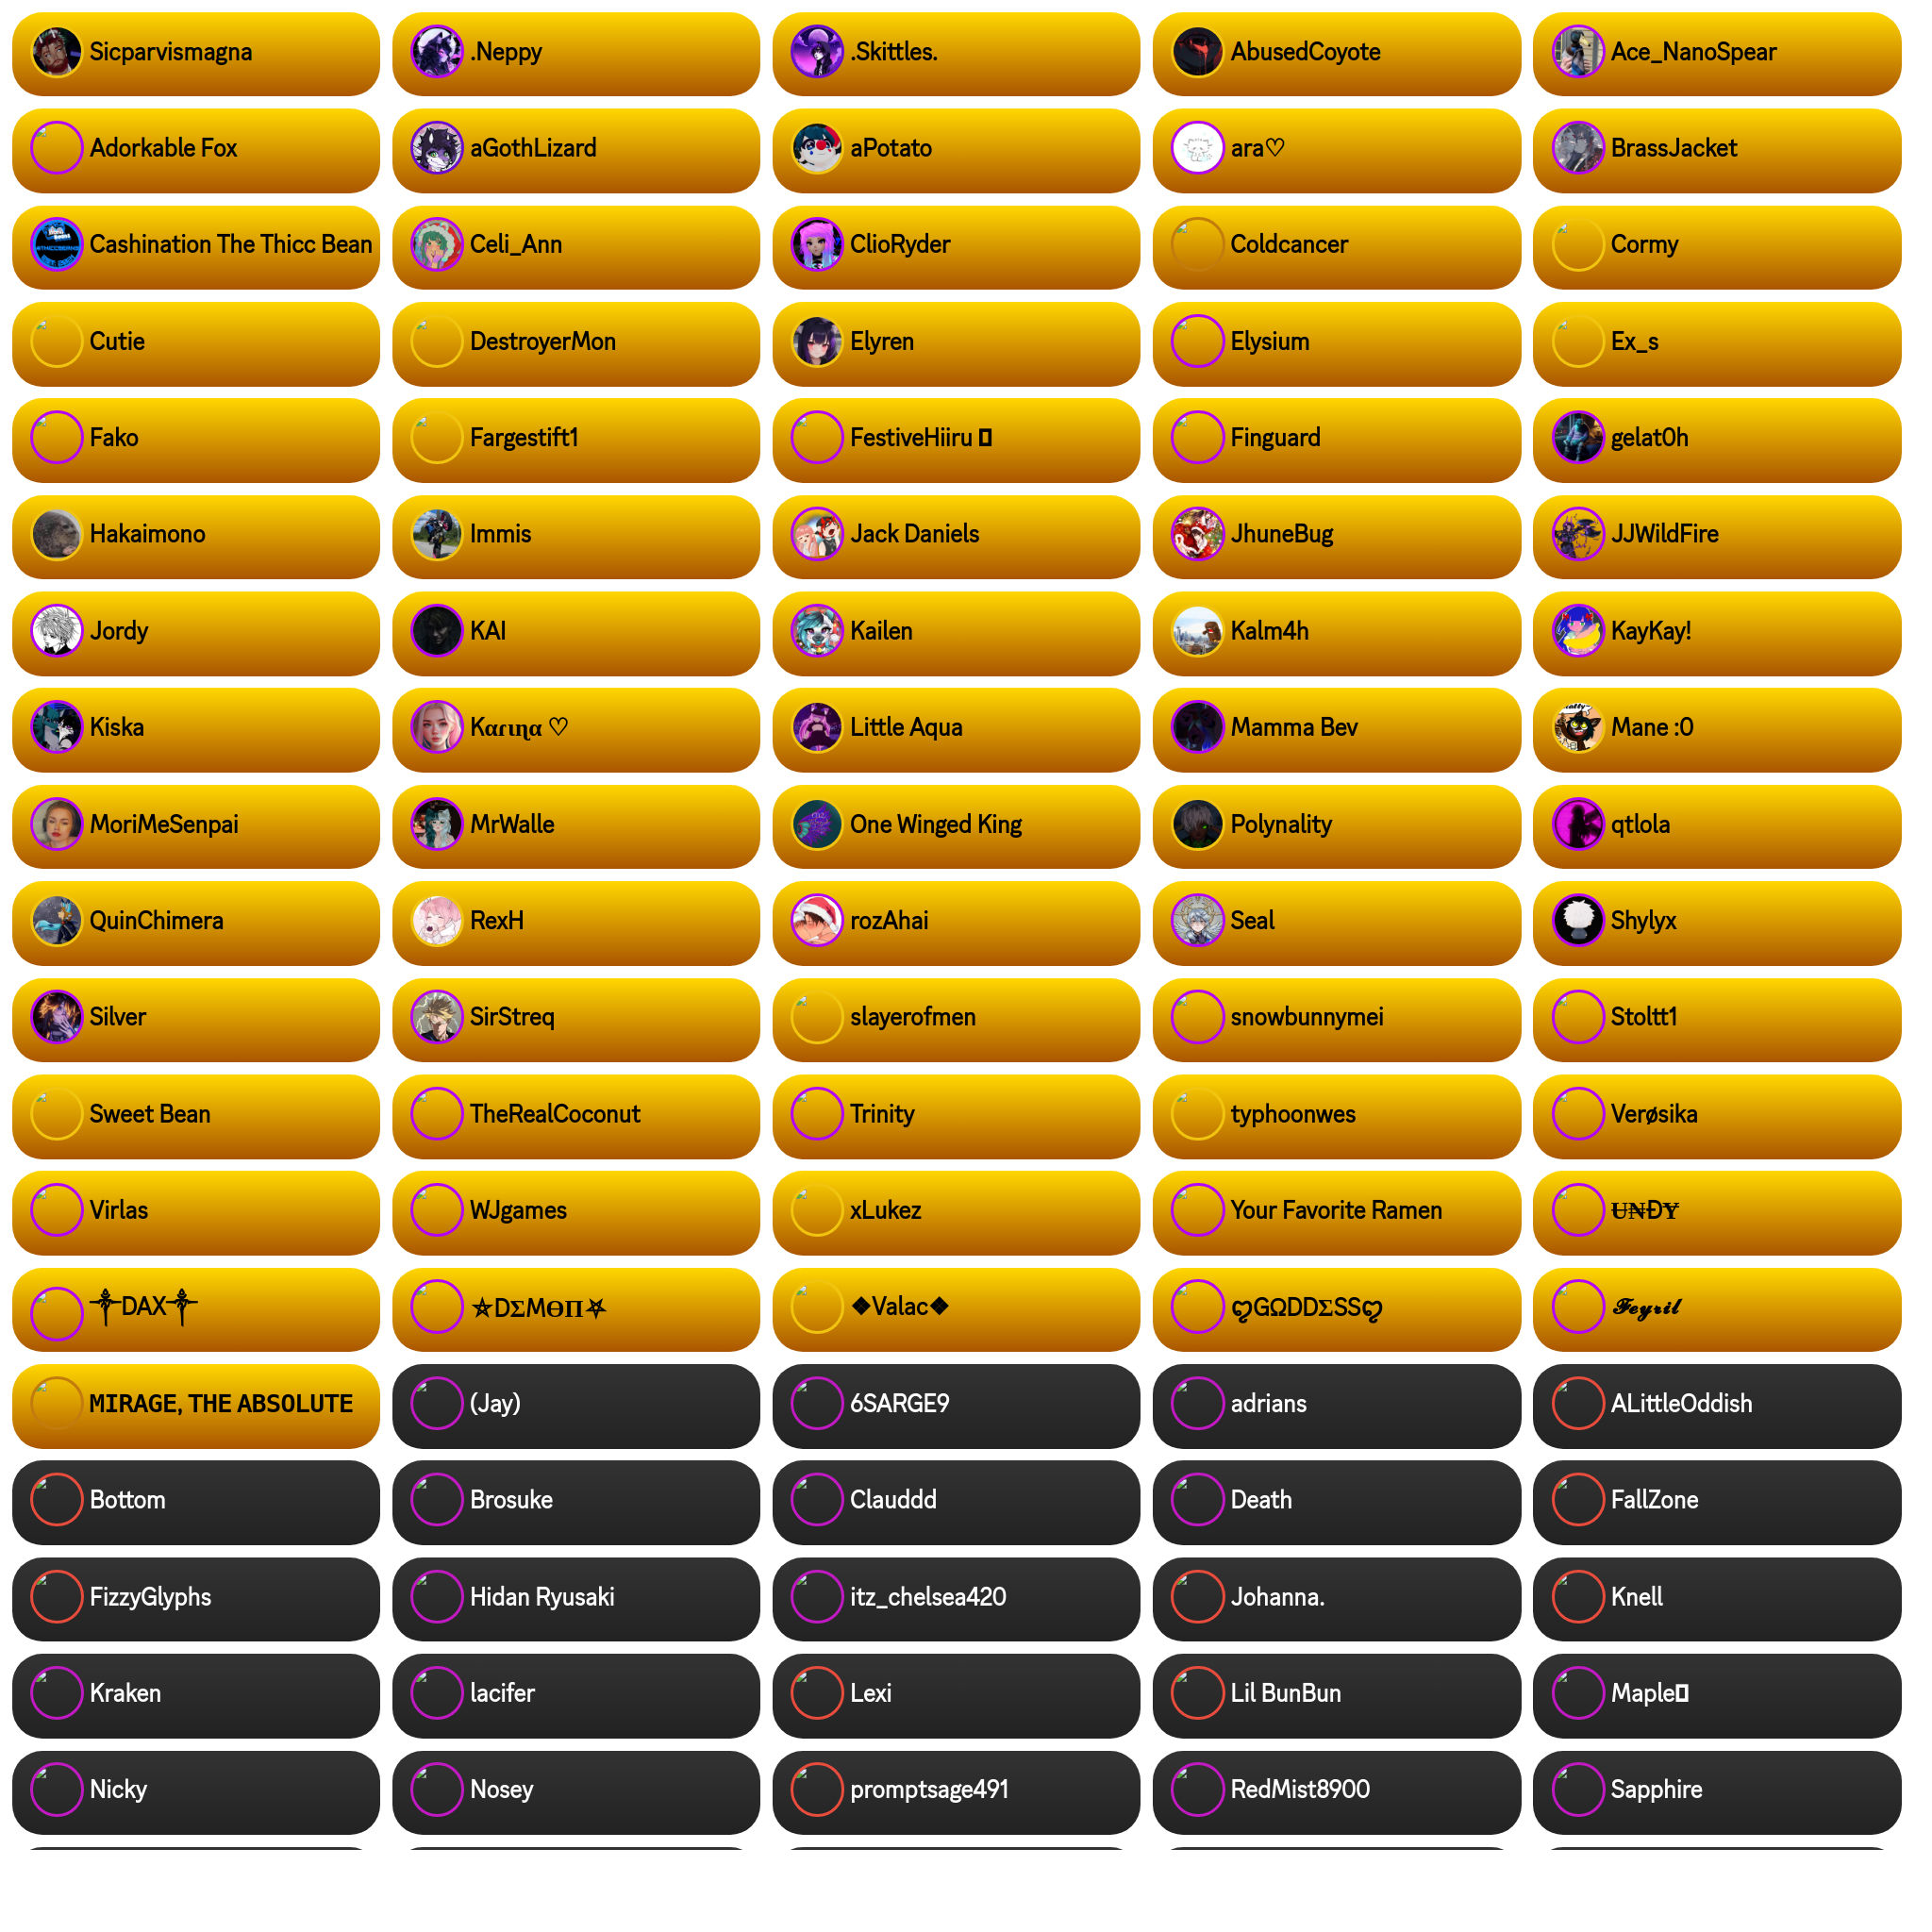 Sicparvismagna
.Neppy
.Skittles.
AbusedCoyote
Ace_NanoSpear
Adorkable Fox
aGothLizard
aPotato
ara♡
BrassJacket
Cashination The Thicc Bean
Celi_Ann
ClioRyder
Coldcancer
Cormy
Cutie
DestroyerMon
Elyren
Elysium
Ex_s
Fako
Fargestift1
FestiveHiiru
Finguard
gelat0h
Hakaimono
Immis
Jack Daniels
JhuneBug
JJWildFire
Jordy
KAI
Kailen
Kalm4h
KayKay!
Kiska
Kαɾιɳα ♡
Little Aqua
Mamma Bev
Mane :0
MoriMeSenpai
MrWalle
One Winged King
Polynality
qtlola
QuinChimera
RexH
rozAhai
Seal
Shylyx
Silver
SirStreq
slayerofmen
snowbunnymei
Stoltt1
Sweet Bean
TheRealCoconut
Trinity
typhoonwes
Verøsika
Virlas
WJgames
xLukez
Your Favorite Ramen
U̶₦ĐɎ
༒DAX༒
⛤DΣMӨΠ⛧
❖Valac❖
ღGΩDDΣSSღ
𝓕𝓮𝔂𝓻𝓲𝓵
𝗠𝗜𝗥𝗔𝗚𝗘, 𝗧𝗛𝗘 𝗔𝗕𝗦𝗢𝗟𝗨𝗧𝗘
(Jay)
6SARGE9
adrians
ALittleOddish
Bottom
Brosuke
Clauddd
Death
FallZone
FizzyGlyphs
Hidan Ryusaki
itz_chelsea420
Johanna.
Knell
Kraken
lacifer
Lexi
Lil BunBun
Maple
Nicky
Nosey
promptsage491
RedMist8900
Sapphire